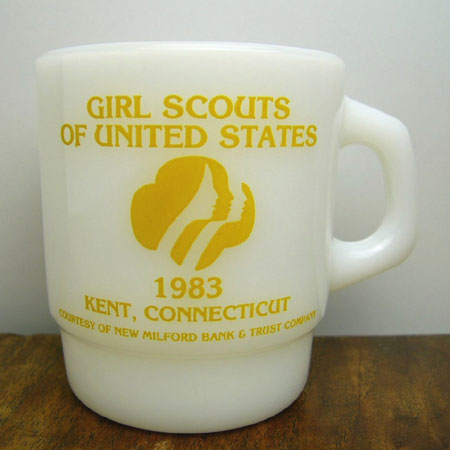 GIRL SCOUTS
OF UNITED STATES
1983
KENT, CONNECTICUT
COURTESY OF NEW MILFORD BANK & TRUST COMPANY